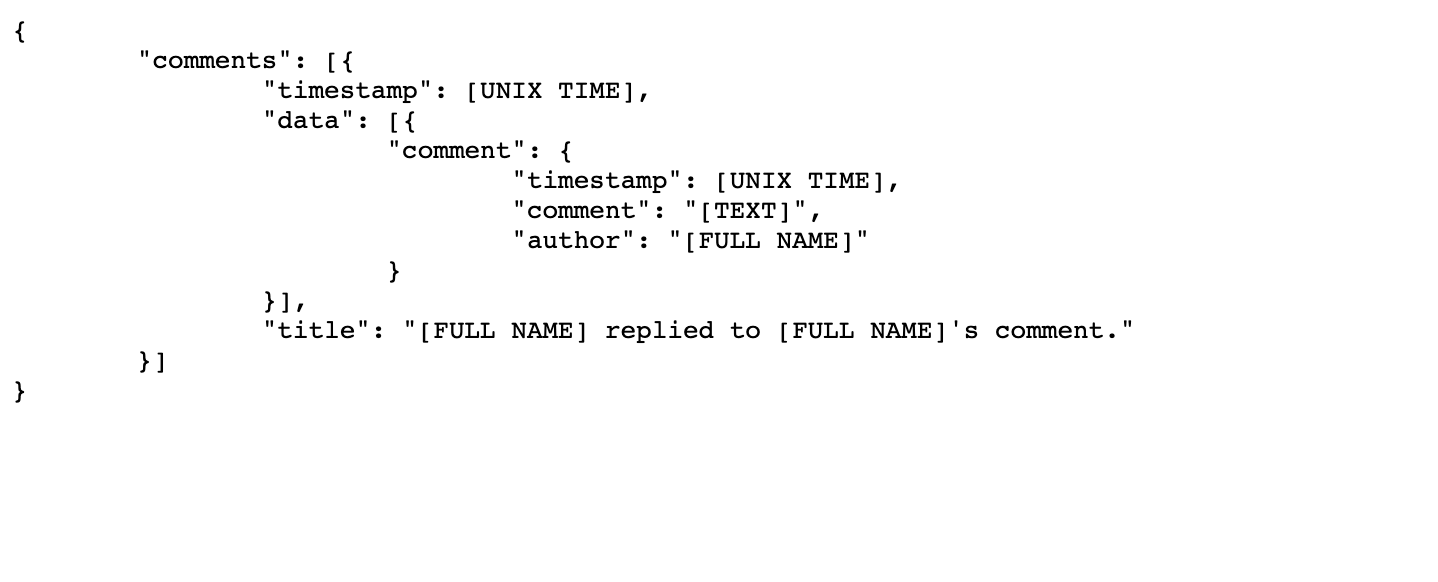 {
"comments": [{
"timestamp": [UNIX TIME],
"data": [{
"comment": {
"timestamp": [UNIX TIME],
"comment": "[TEXT]",
"author": "[FULL NAME]"
}
}],
"title": "[FULL NAME] replied to [FULL NAME]'s comment."
}]
}